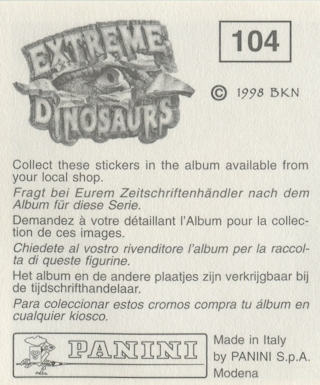 EXTREME
DINOSAURS
104
© 1998 BKN
Collect these stickers in the album available from
your local shop.
Fragt bei Eurem Zeitschriftenhändler nach dem
Album für diese Serie.
Demandez à votre détaillant l'Album pour la collec-
tion de ces images.
Chiedete al vostro rivenditore l'album per la raccol-
ta di queste figurine.
Het album en de andere plaatjes zijn verkrijgbaar bij
de tijdschrifthandelaar.
Para coleccionar estos cromos compra tu álbum en
cualquier kiosco.
PANINI
Made in Italy
by PANINI S.p.A.
Modena